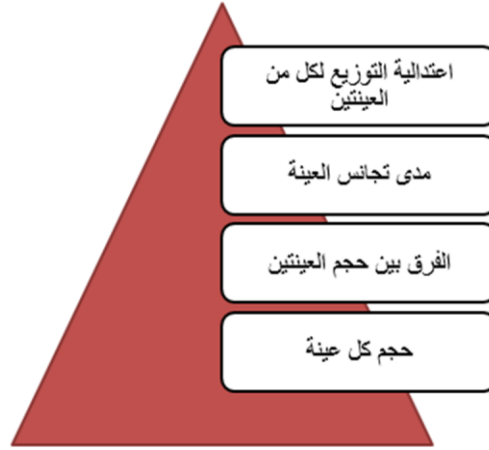 اعتدالية التوزيع لكل من
العينتين
مدى تجانس العينة
الفرق بين حجم العينتين
حجم كل عينة